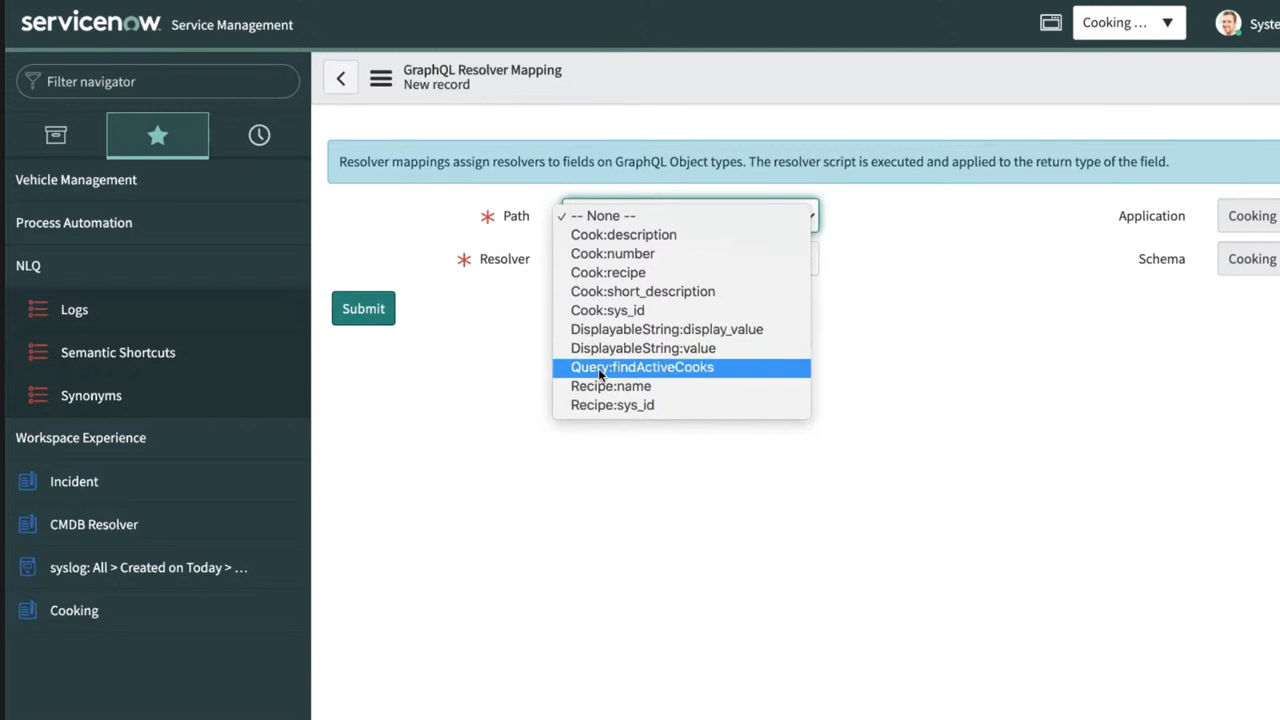 servicenow Service Management
Cooking ... ▼
Syste
Filter navigator
Vehicle Management
Process Automation
NLQ
Logs
Semantic Shortcuts
Synonyms
Workspace Experience
Incident
CMDB Resolver
syslog: All > Created on Today > ...
Cooking
GraphQL Resolver Mapping
New record
Resolver mappings assign resolvers to fields on GraphQL Object types. The resolver script is executed and applied to the return type of the field.
Path
Resolver
Submit
✓ -- None --
Cook:description
Cook:number
Cook:recipe
Cook:short_description
Cook:sys_id
DisplayableString:display_value
DisplayableString:value
Query:findActiveCooks
Recipe:name
Recipe:sys_id
Application Cooking
Schema Cooking